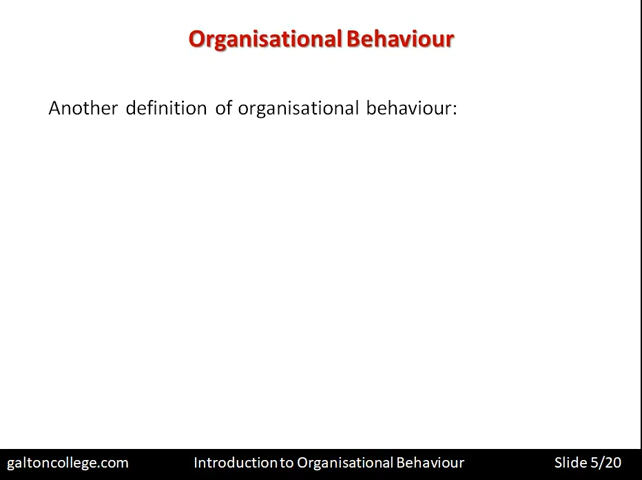 Organisational Behaviour
Another definition of organisational behaviour:
galtoncollege.com Introduction to Organisational Behaviour Slide 5/20